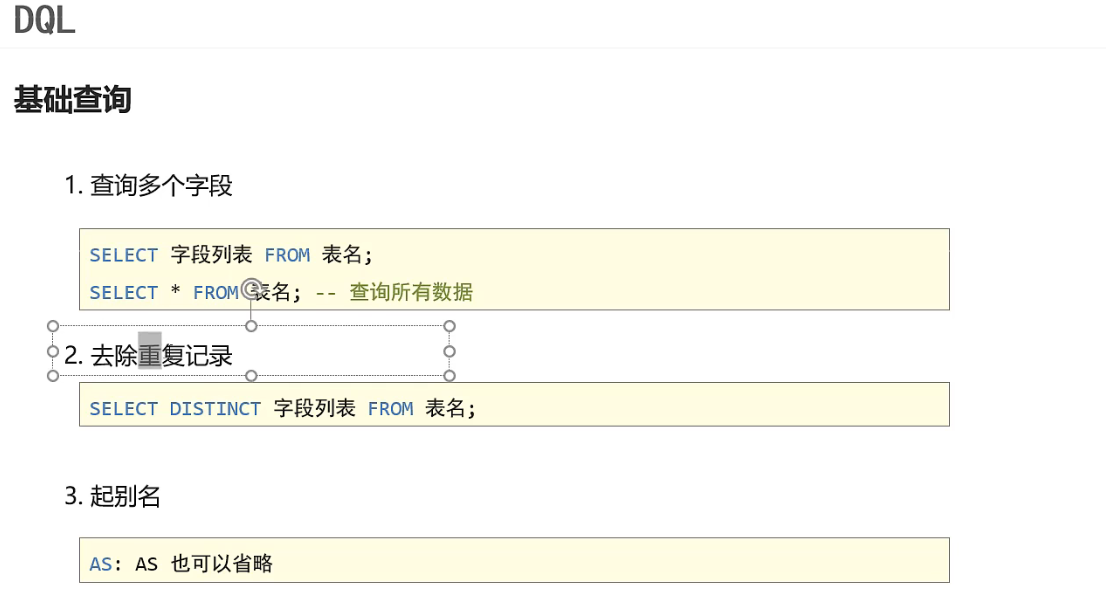 DQL
基础查询
1. 查询多个字段
SELECT 字段列表 FROM 表名;
SELECT * FROM 表名; -- 查询所有数据
2. 去除重复记录
SELECT DISTINCT 字段列表 FROM 表名;
3. 起别名
AS: AS 也可以省略